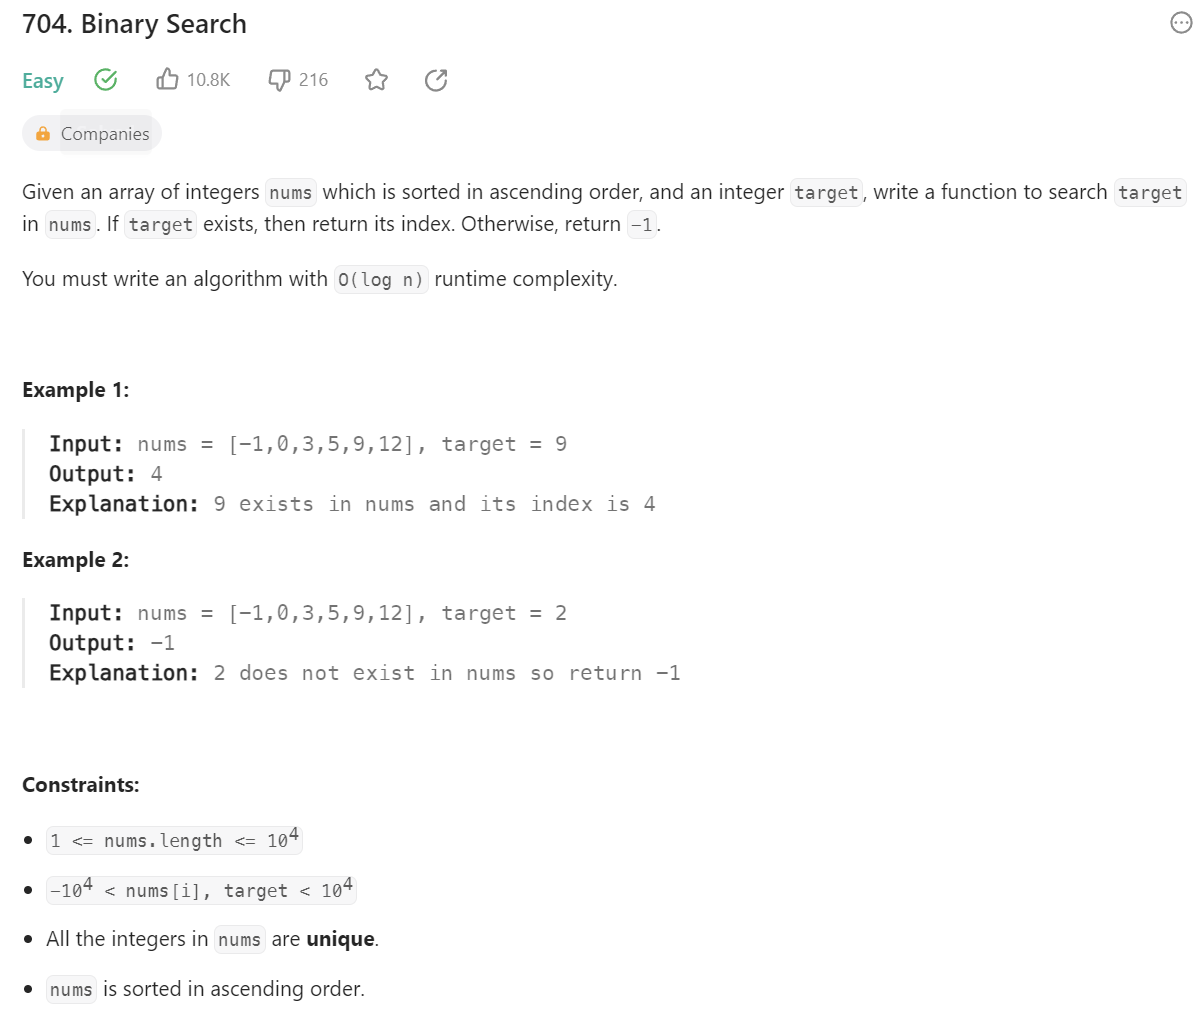 704. Binary Search
Easy 10.8K 216
Companies
Given an array of integers nums which is sorted in ascending order, and an integer target, write a function to search target
in nums. If target exists, then return its index. Otherwise, return -1.
You must write an algorithm with O(log n) runtime complexity.
Example 1:
Input: nums = [-1,0,3,5,9,12], target = 9
Output: 4
Explanation: 9 exists in nums and its index is 4
Example 2:
Input: nums = [-1,0,3,5,9,12], target = 2
Output: -1
Explanation: 2 does not exist in nums so return -1
Constraints:
• 1 <= nums.length <= 10⁴
• -10⁴ < nums[i], target < 10⁴
• All the integers in nums are unique.
• nums is sorted in ascending order.